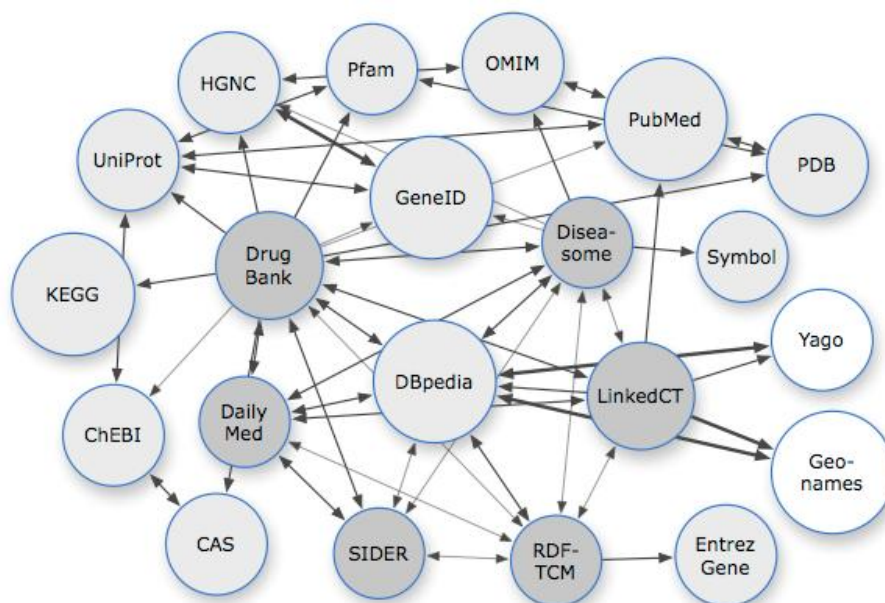 HGNC
Pfam
OMIM
PubMed
UniProt
PDB
GeneID
Drug
Bank
Disea-
some
Symbol
KEGG
Yago
DBpedia
LinkedCT
Daily
Med
ChEBI
Geo-
names
CAS
SIDER
RDF-
TCM
Entrez
Gene